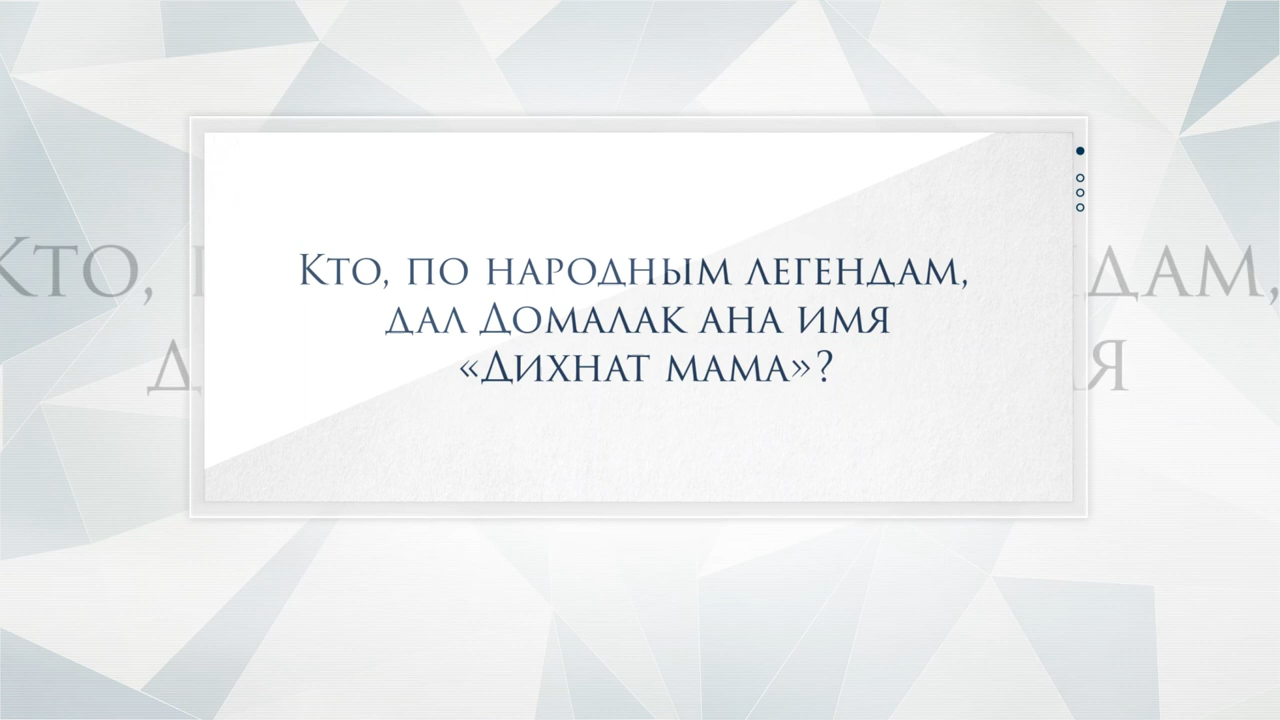 Кто, по народным легендам,
дал Домалак ана имя
«Дихнат мама»?